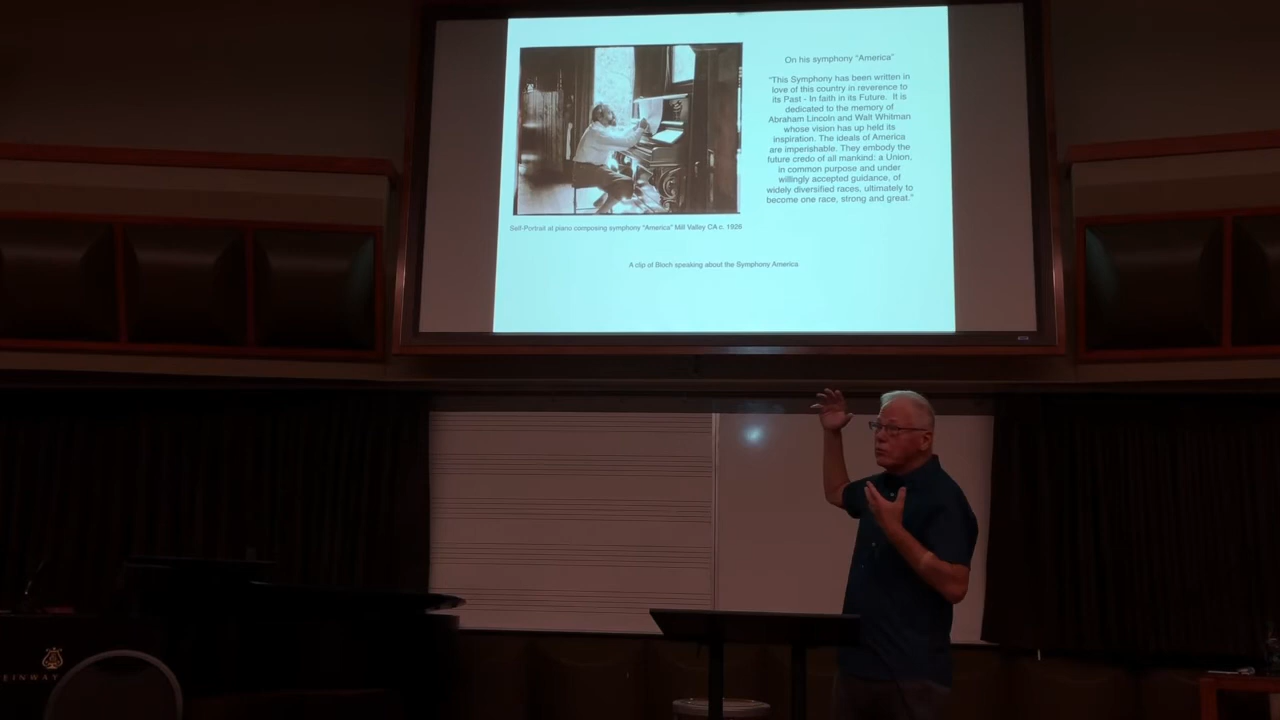 On his symphony "America"
"This Symphony has been written in
love of this country in reverence to
its Past - In faith in its Future. It is
dedicated to the memory of
Abraham Lincoln and Walt Whitman
whose vision has up held its
inspiration. The ideals of America
are imperishable. They embody the
future credo of all mankind: a Union,
in common purpose and under
willingly accepted guidance, of
widely diversified races, ultimately to
become one race, strong and great."
Self-Portrait at piano composing symphony "America" Mill Valley CA c. 1926
A clip of Bloch speaking about the Symphony America
EINWAY